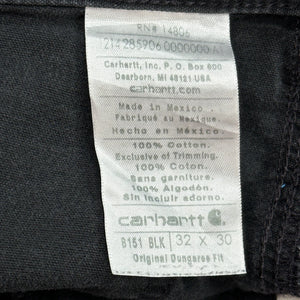 RN# 14806
1214 285906 0000000 A1
Carhartt, Inc. P.O. Box 600
Dearborn, MI 48121 USA
carhartt.com
Made in Mexico.
Fabriqué au Mexique.
Hecho en México.
100% Cotton.
Exclusive of Trimming.
100% Coton.
Sans garniture.
100% Algodón.
Sin incluir adorno.
carhartt
B151 BLK 32 X 30
Original Dungaree Fit